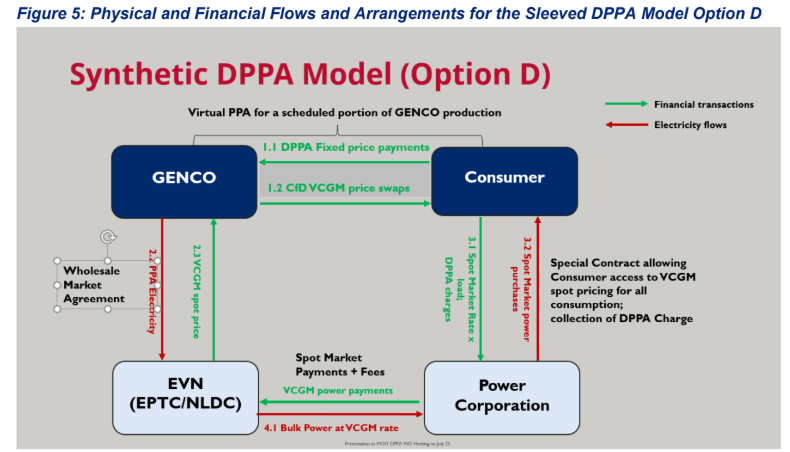 Figure 5: Physical and Financial Flows and Arrangements for the Sleeved DPPA Model Option D
Synthetic DPPA Model (Option D)
Virtual PPA for a scheduled portion of GENCO production
Financial transactions
Electricity flows
GENCO
1.1 DPPA Fixed price payments
1.2 CfD VCGM price swaps
Consumer
Wholesale
Market
Agreement
2.2 PPA Electricity
2.3 VCGM spot price
3.1 Spot Market Rate x
load;
DPPA charges
3.2 Spot Market power
purchases
Special Contract allowing
Consumer access to VCGM
spot pricing for all
consumption;
collection of DPPA Charge
EVN
(EPTC/NLDC)
Spot Market
Payments + Fees
VCGM power payments
4.1 Bulk Power at VCGM rate
Power
Corporation
Presentation to MOIT DPPA WG Meeting on July 25